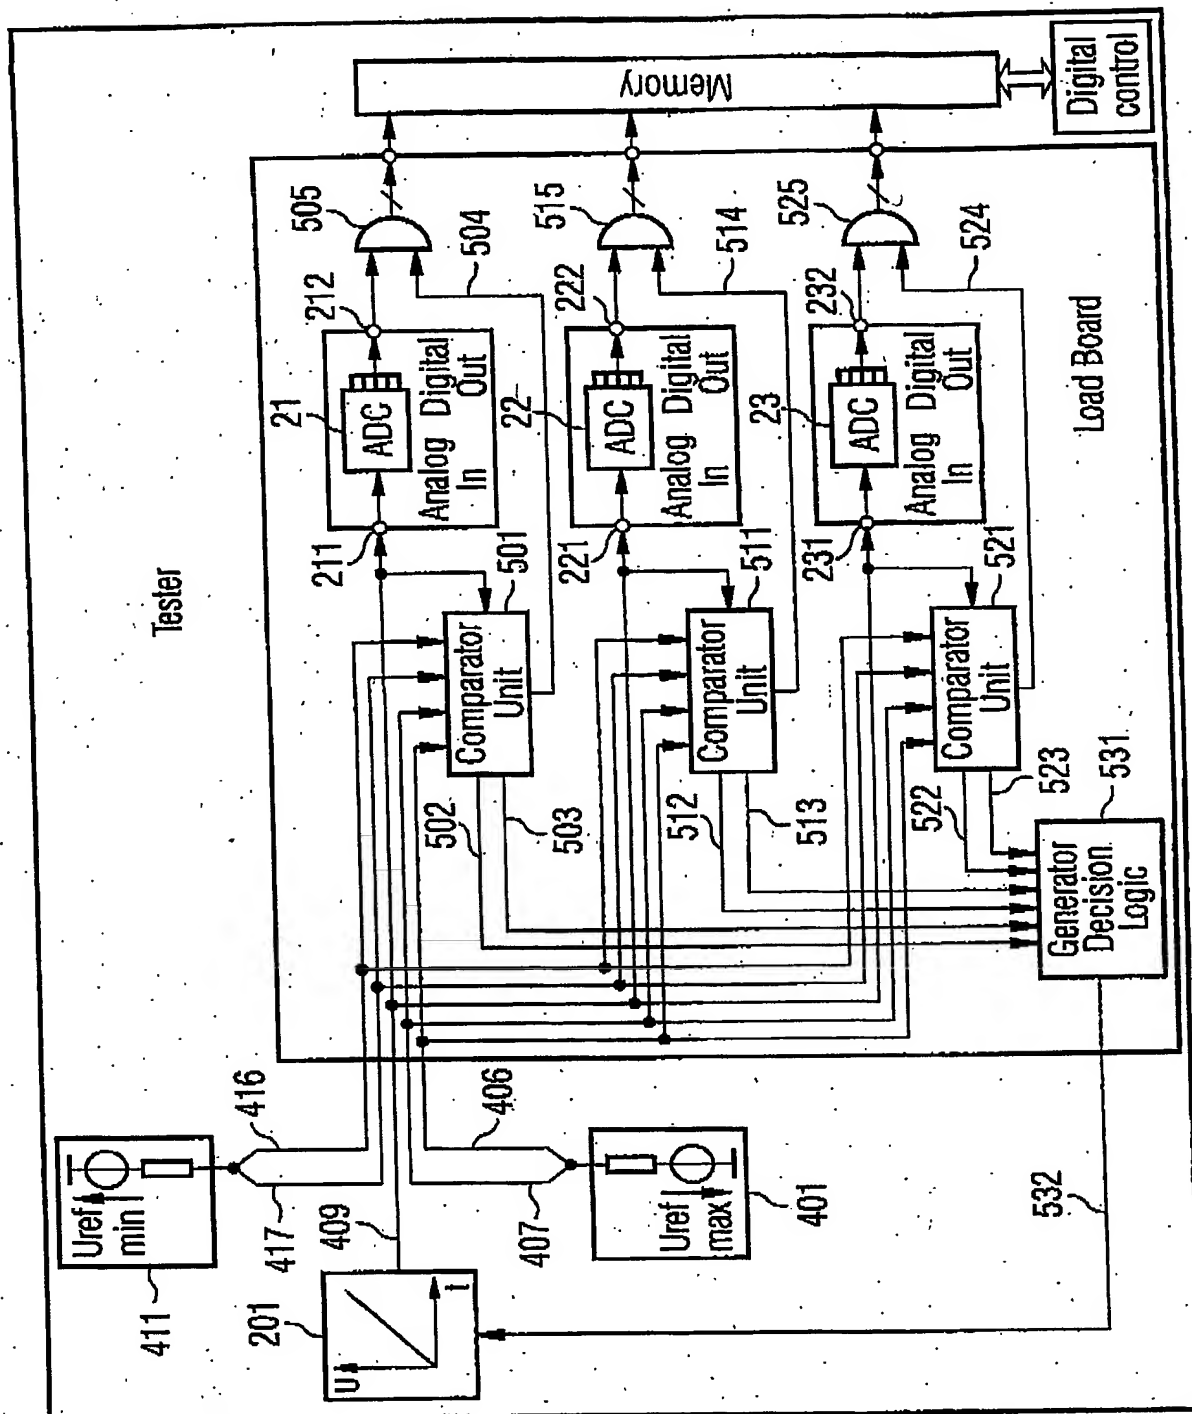 Tester
Memory
Digital
control
505
504
212
21
ADC
Analog
In
Digital
Out
211
501
Comparator
Unit
502
503
515
514
222
22
ADC
Analog
In
Digital
Out
221
511
Comparator
Unit
512
513
525
524
232
23
ADC
Analog
In
Digital
Out
231
521
Comparator
Unit
522
523
Load Board
531
Generator
Decision
Logic
532
416
417
Uref
min
411
409
406
407
Uref
max
401
201
U
t